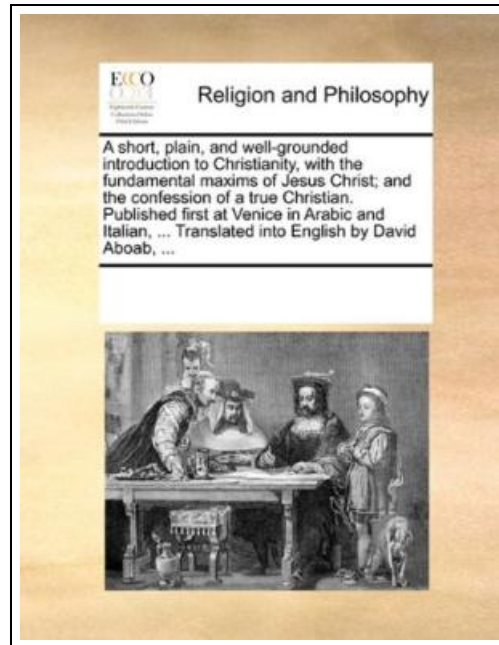 ECCO
Religion and Philosophy
A short, plain, and well-grounded
introduction to Christianity, with the
fundamental maxims of Jesus Christ; and
the confession of a true Christian.
Published first at Venice in Arabic and
Italian, ... Translated into English by David
Aboab, ...